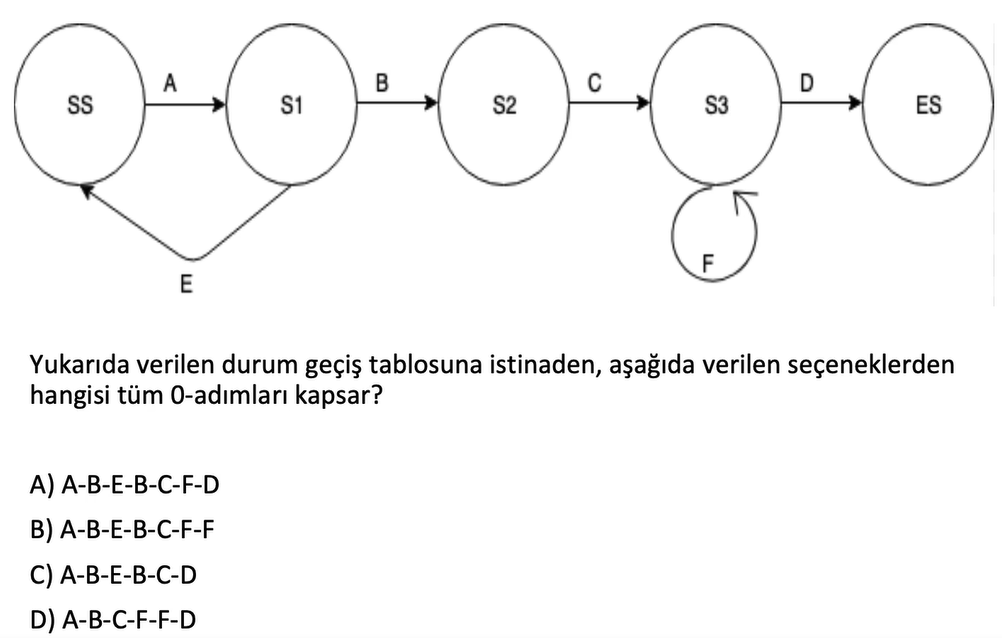 A
B
C
D
SS
S1
S2
S3
ES
F
E
Yukarıda verilen durum geçiş tablosuna istinaden, aşağıda verilen seçeneklerden
hangisi tüm 0-adımları kapsar?
A) A-B-E-B-C-F-D
B) A-B-E-B-C-F-F
C) A-B-E-B-C-D
D) A-B-C-F-F-D